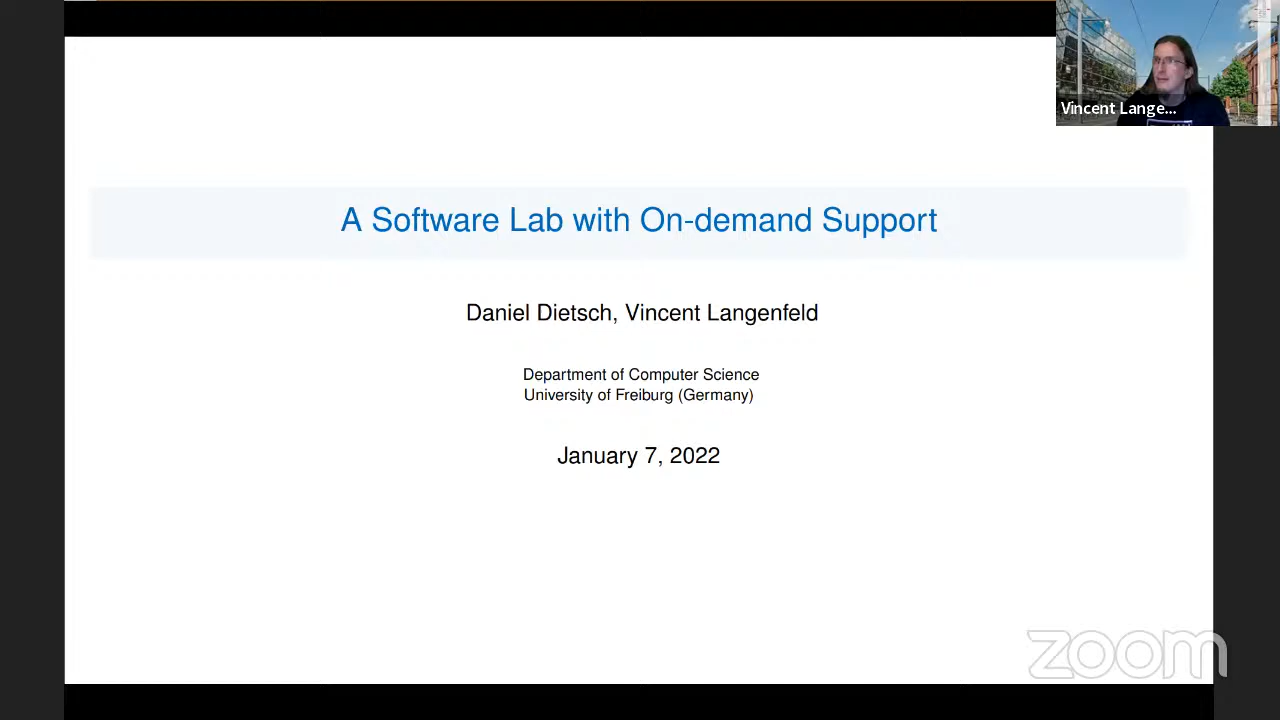 Vincent Lange...
A Software Lab with On-demand Support
Daniel Dietsch, Vincent Langenfeld
Department of Computer Science
University of Freiburg (Germany)
January 7, 2022
zoom